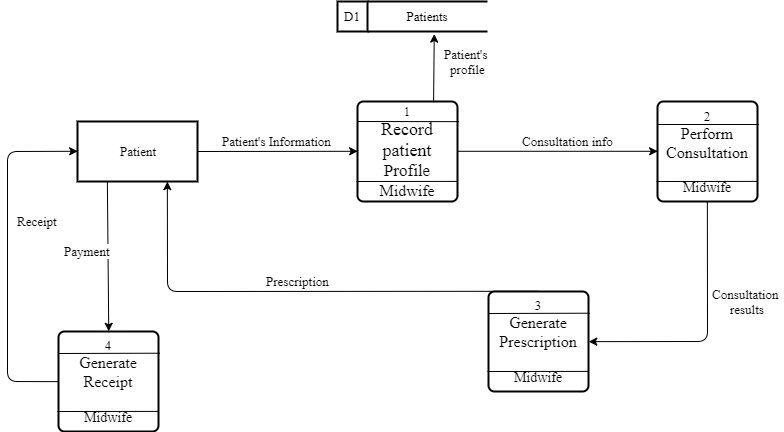 D1
Patients
Patient's
profile
1
Record
patient
Profile
Midwife
2
Perform
Consultation
Midwife
Patient
Patient's Information
Consultation info
Receipt
Payment
Prescription
Consultation
results
3
Generate
Prescription
Midwife
4
Generate
Receipt
Midwife